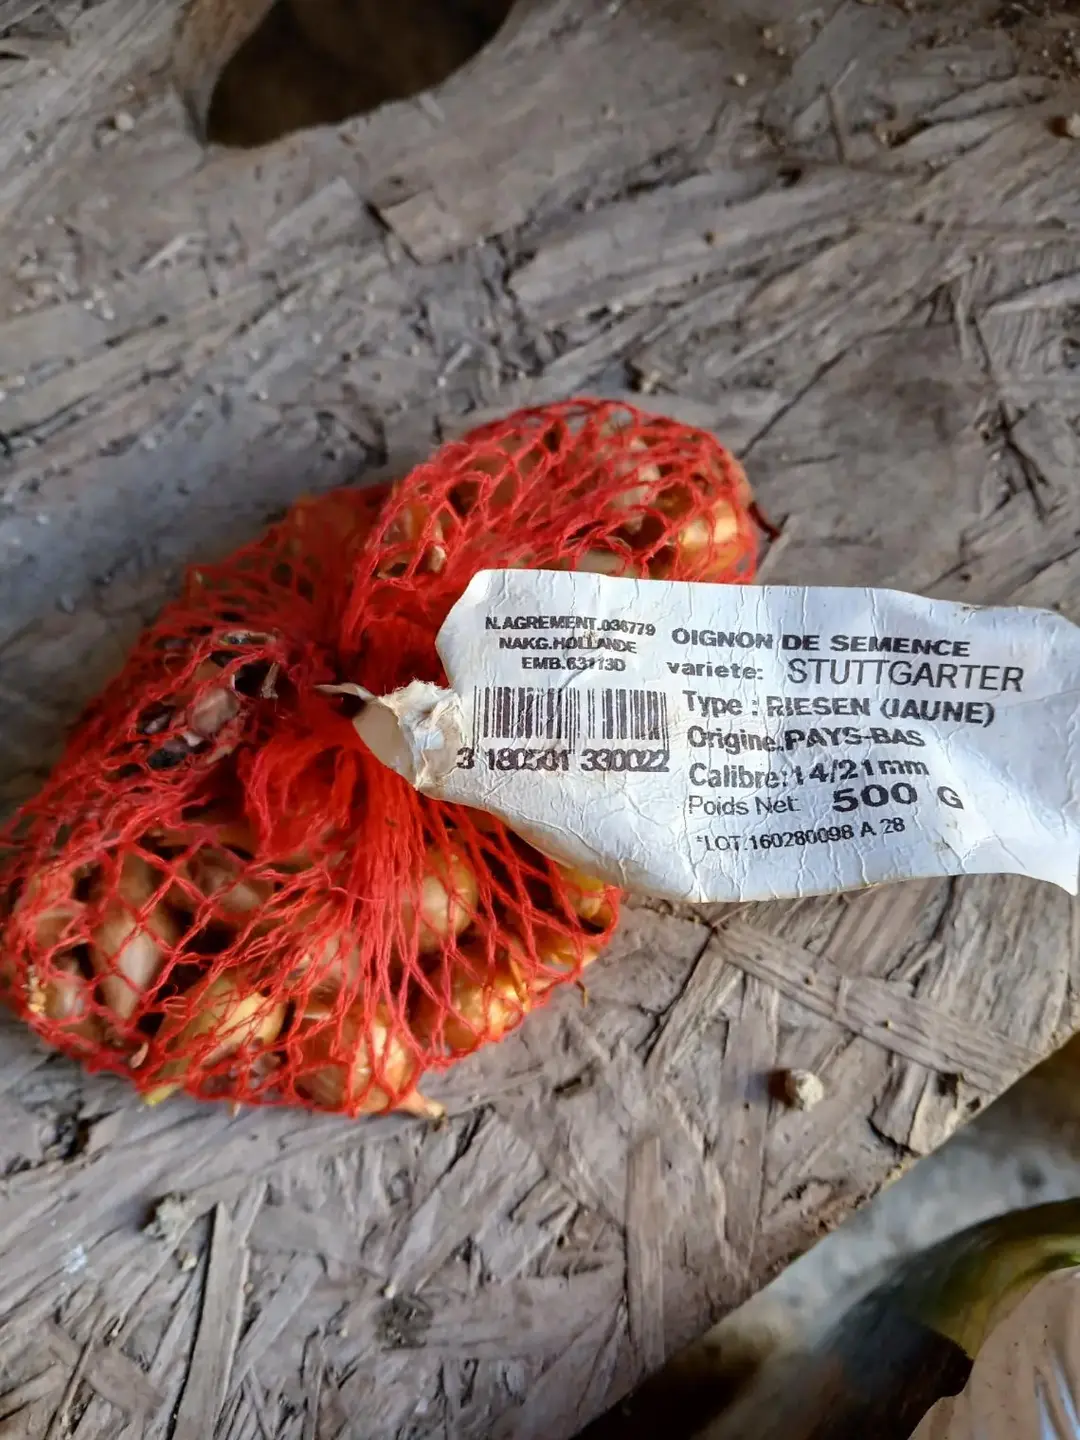 N.AGREMENT.036779
NAKG.HOLLANDE
EMB.63113D
3 180501 330022
OIGNON DE SEMENCE
variete: STUTTGARTER
Type : RIESEN (JAUNE)
Origine.PAYS-BAS
Calibre:14/21mm
Poids Net: 500 G
*LOT.160280098 A 28